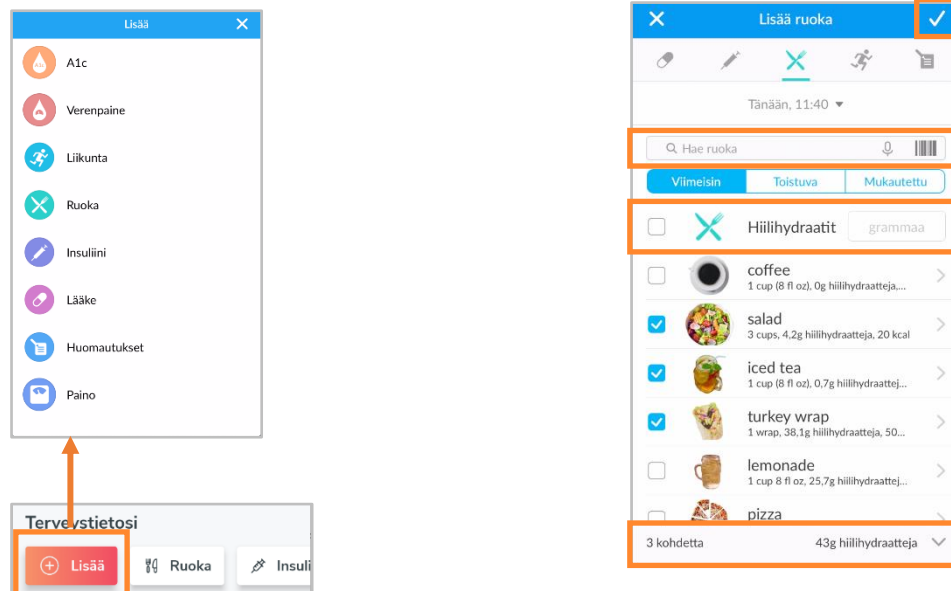 Lisää
A1c
Verenpaine
Liikunta
Ruoka
Insuliini
Lääke
Huomautukset
Paino
Terveystietosi
Lisää
Ruoka
Insuli
Lisää ruoka
Tänään, 11:40
Hae ruoka
Viimeisin Toistuva Mukautettu
Hiilihydraatit grammaa
coffee
1 cup (8 fl oz), 0g hiilihydraatteja,...
salad
3 cups, 4,2g hiilihydraatteja, 20 kcal
iced tea
1 cup (8 fl oz), 0,7g hiilihydraattej...
turkey wrap
1 wrap, 38,1g hiilihydraatteja, 50...
lemonade
1 cup 8 fl oz, 25,7g hiilihydraattej...
pizza
3 kohdetta 43g hiilihydraatteja